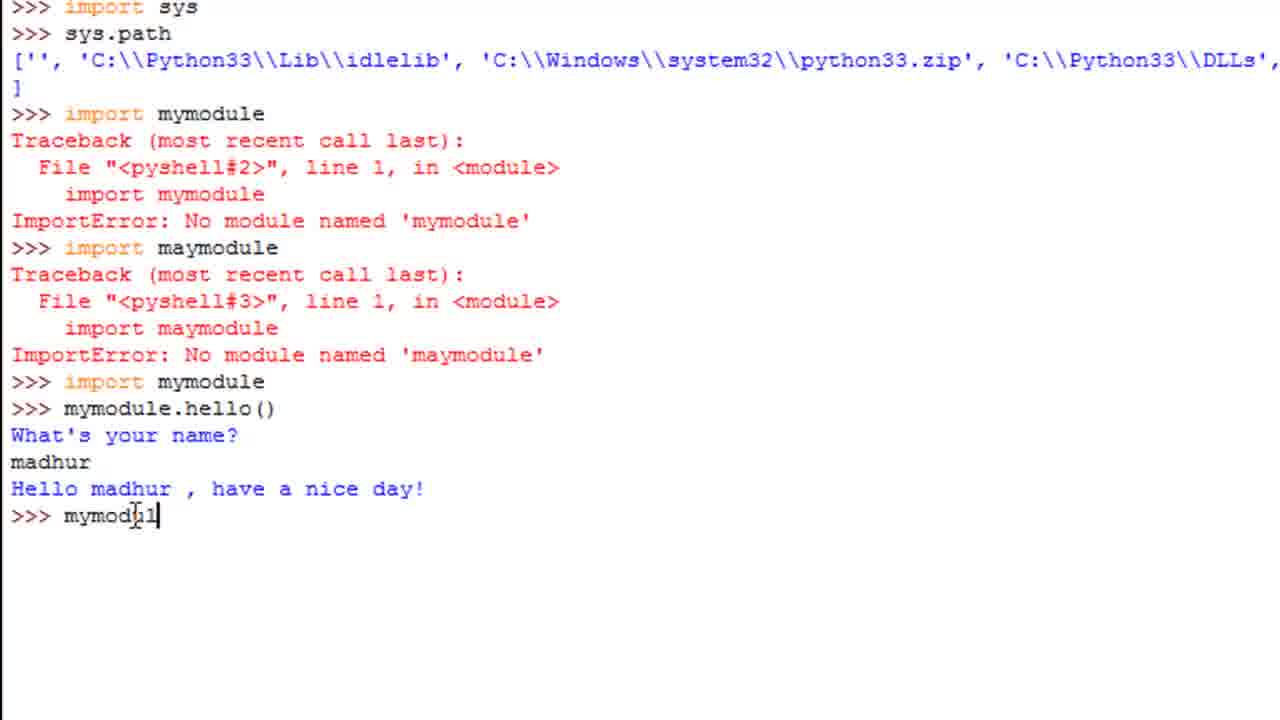 >>> import sys
>>> sys.path
['', 'C:\\Python33\\Lib\\idlelib', 'C:\\Windows\\system32\\python33.zip', 'C:\\Python33\\DLLs',
]
>>> import mymodule
Traceback (most recent call last):
  File "<pyshell#2>", line 1, in <module>
    import mymodule
ImportError: No module named 'mymodule'
>>> import maymodule
Traceback (most recent call last):
  File "<pyshell#3>", line 1, in <module>
    import maymodule
ImportError: No module named 'maymodule'
>>> import mymodule
>>> mymodule.hello()
What's your name?
madhur
Hello madhur , have a nice day!
>>> mymodul